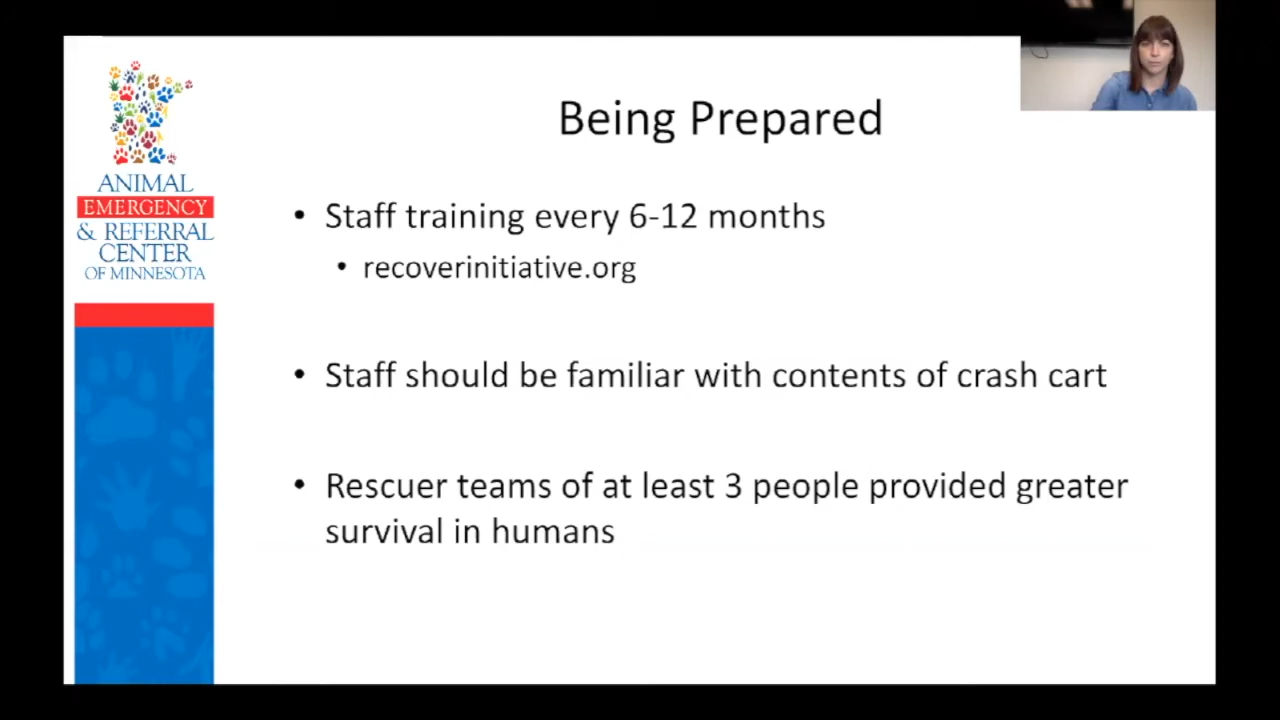 Being Prepared
ANIMAL
EMERGENCY
& REFERRAL
CENTER
OF MINNESOTA
• Staff training every 6-12 months
• recoverinitiative.org
• Staff should be familiar with contents of crash cart
• Rescuer teams of at least 3 people provided greater
survival in humans